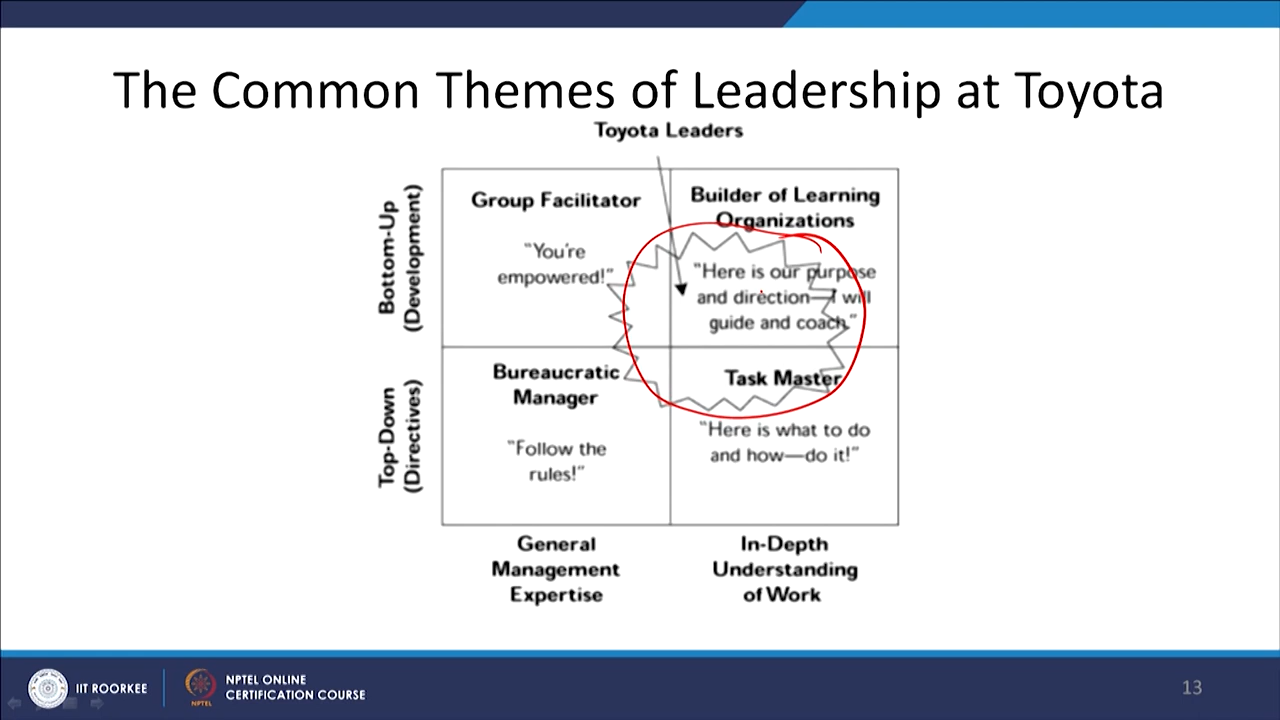 The Common Themes of Leadership at Toyota
Toyota Leaders
Bottom-Up
(Development)
Group Facilitator
"You're
empowered!"
Builder of Learning
Organizations
"Here is our purpose
and direction—I will
guide and coach."
Top-Down
(Directives)
Bureaucratic
Manager
"Follow the
rules!"
Task Master
"Here is what to do
and how—do it!"
General
Management
Expertise
In-Depth
Understanding
of Work
IIT ROORKEE
NPTEL
NPTEL ONLINE
CERTIFICATION COURSE
13